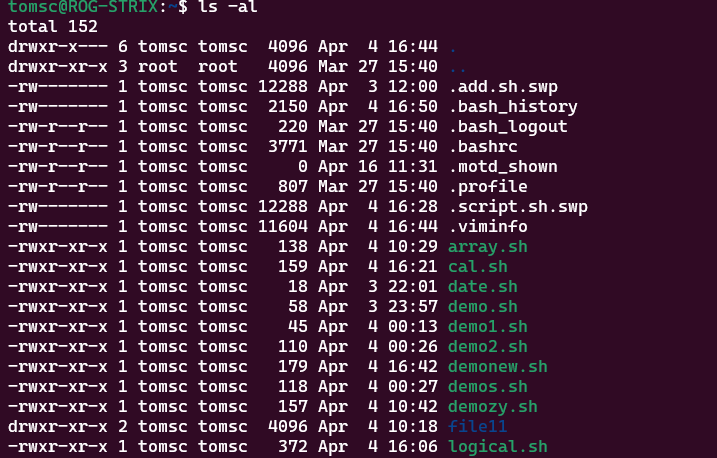 tomsc@ROG-STRIX:~$ ls -al
total 152
drwxr-x--- 6 tomsc tomsc  4096 Apr  4 16:44 .
drwxr-xr-x 3 root  root   4096 Mar 27 15:40 ..
-rw------- 1 tomsc tomsc 12288 Apr  3 12:00 .add.sh.swp
-rw------- 1 tomsc tomsc  2150 Apr  4 16:50 .bash_history
-rw-r--r-- 1 tomsc tomsc   220 Mar 27 15:40 .bash_logout
-rw-r--r-- 1 tomsc tomsc  3771 Mar 27 15:40 .bashrc
-rw-r--r-- 1 tomsc tomsc     0 Apr 16 11:31 .motd_shown
-rw-r--r-- 1 tomsc tomsc   807 Mar 27 15:40 .profile
-rw------- 1 tomsc tomsc 12288 Apr  4 16:28 .script.sh.swp
-rw------- 1 tomsc tomsc 11604 Apr  4 16:44 .viminfo
-rwxr-xr-x 1 tomsc tomsc   138 Apr  4 10:29 array.sh
-rwxr-xr-x 1 tomsc tomsc   159 Apr  4 16:21 cal.sh
-rwxr-xr-x 1 tomsc tomsc    18 Apr  3 22:01 date.sh
-rwxr-xr-x 1 tomsc tomsc    58 Apr  3 23:57 demo.sh
-rwxr-xr-x 1 tomsc tomsc    45 Apr  4 00:13 demo1.sh
-rwxr-xr-x 1 tomsc tomsc   110 Apr  4 00:26 demo2.sh
-rwxr-xr-x 1 tomsc tomsc   179 Apr  4 16:42 demonew.sh
-rwxr-xr-x 1 tomsc tomsc   118 Apr  4 00:27 demos.sh
-rwxr-xr-x 1 tomsc tomsc   157 Apr  4 10:42 demozy.sh
drwxr-xr-x 2 tomsc tomsc  4096 Apr  4 10:18 file11
-rwxr-xr-x 1 tomsc tomsc   372 Apr  4 16:06 logical.sh